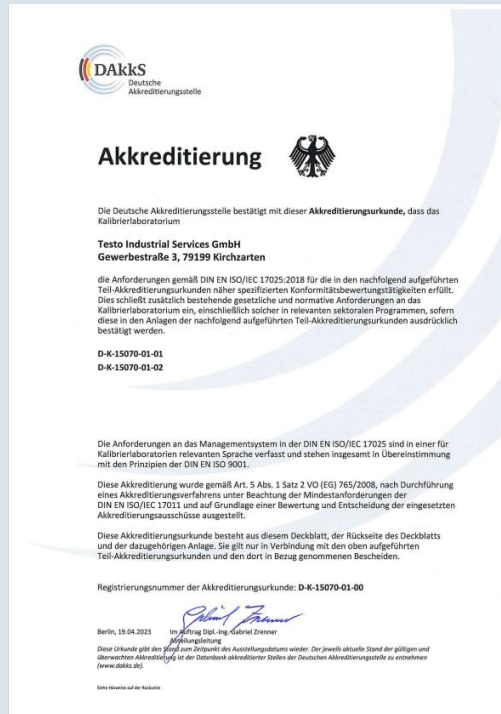 DAkkS
Deutsche
Akkreditierungsstelle
Akkreditierung
Die Deutsche Akkreditierungsstelle bestätigt mit dieser Akkreditierungsurkunde, dass das
Kalibrierlaboratorium
Testo Industrial Services GmbH
Gewerbestraße 3, 79199 Kirchzarten
die Anforderungen gemäß DIN EN ISO/IEC 17025:2018 für die in den nachfolgend aufgeführten
Teil-Akkreditierungsurkunden näher spezifizierten Konformitätsbewertungstätigkeiten erfüllt.
Dies schließt zusätzlich bestehende gesetzliche und normative Anforderungen an das
Kalibrierlaboratorium ein, einschließlich solcher in relevanten sektoralen Programmen, sofern
diese in den Anlagen der nachfolgend aufgeführten Teil-Akkreditierungsurkunden ausdrücklich
bestätigt werden.
D-K-15070-01-01
D-K-15070-01-02
Die Anforderungen an das Managementsystem in der DIN EN ISO/IEC 17025 sind in einer für
Kalibrierlaboratorien relevanten Sprache verfasst und stehen insgesamt in Übereinstimmung
mit den Prinzipien der DIN EN ISO 9001.
Diese Akkreditierung wurde gemäß Art. 5 Abs. 1 Satz 2 VO (EG) 765/2008, nach Durchführung
eines Akkreditierungsverfahrens unter Beachtung der Mindestanforderungen der
DIN EN ISO/IEC 17011 und auf Grundlage einer Bewertung und Entscheidung der eingesetzten
Akkreditierungsausschüsse ausgestellt.
Diese Akkreditierungsurkunde besteht aus diesem Deckblatt, der Rückseite des Deckblatts
und der dazugehörigen Anlage. Sie gilt nur in Verbindung mit den oben aufgeführten
Teil-Akkreditierungsurkunden und den dort in Bezug genommenen Bescheiden.
Registrierungsnummer der Akkreditierungsurkunde: D-K-15070-01-00
Berlin, 19.04.2023 Im Auftrag Dipl.-Ing. Gabriel Zrenner
Abteilungsleitung
Diese Urkunde gibt den Stand zum Zeitpunkt des Ausstellungsdatums wieder. Der jeweils aktuelle Stand der gültigen und
überwachten Akkreditierung ist der Datenbank akkreditierter Stellen der Deutschen Akkreditierungsstelle zu entnehmen
(www.dakks.de).
Siehe Hinweise auf der Rückseite